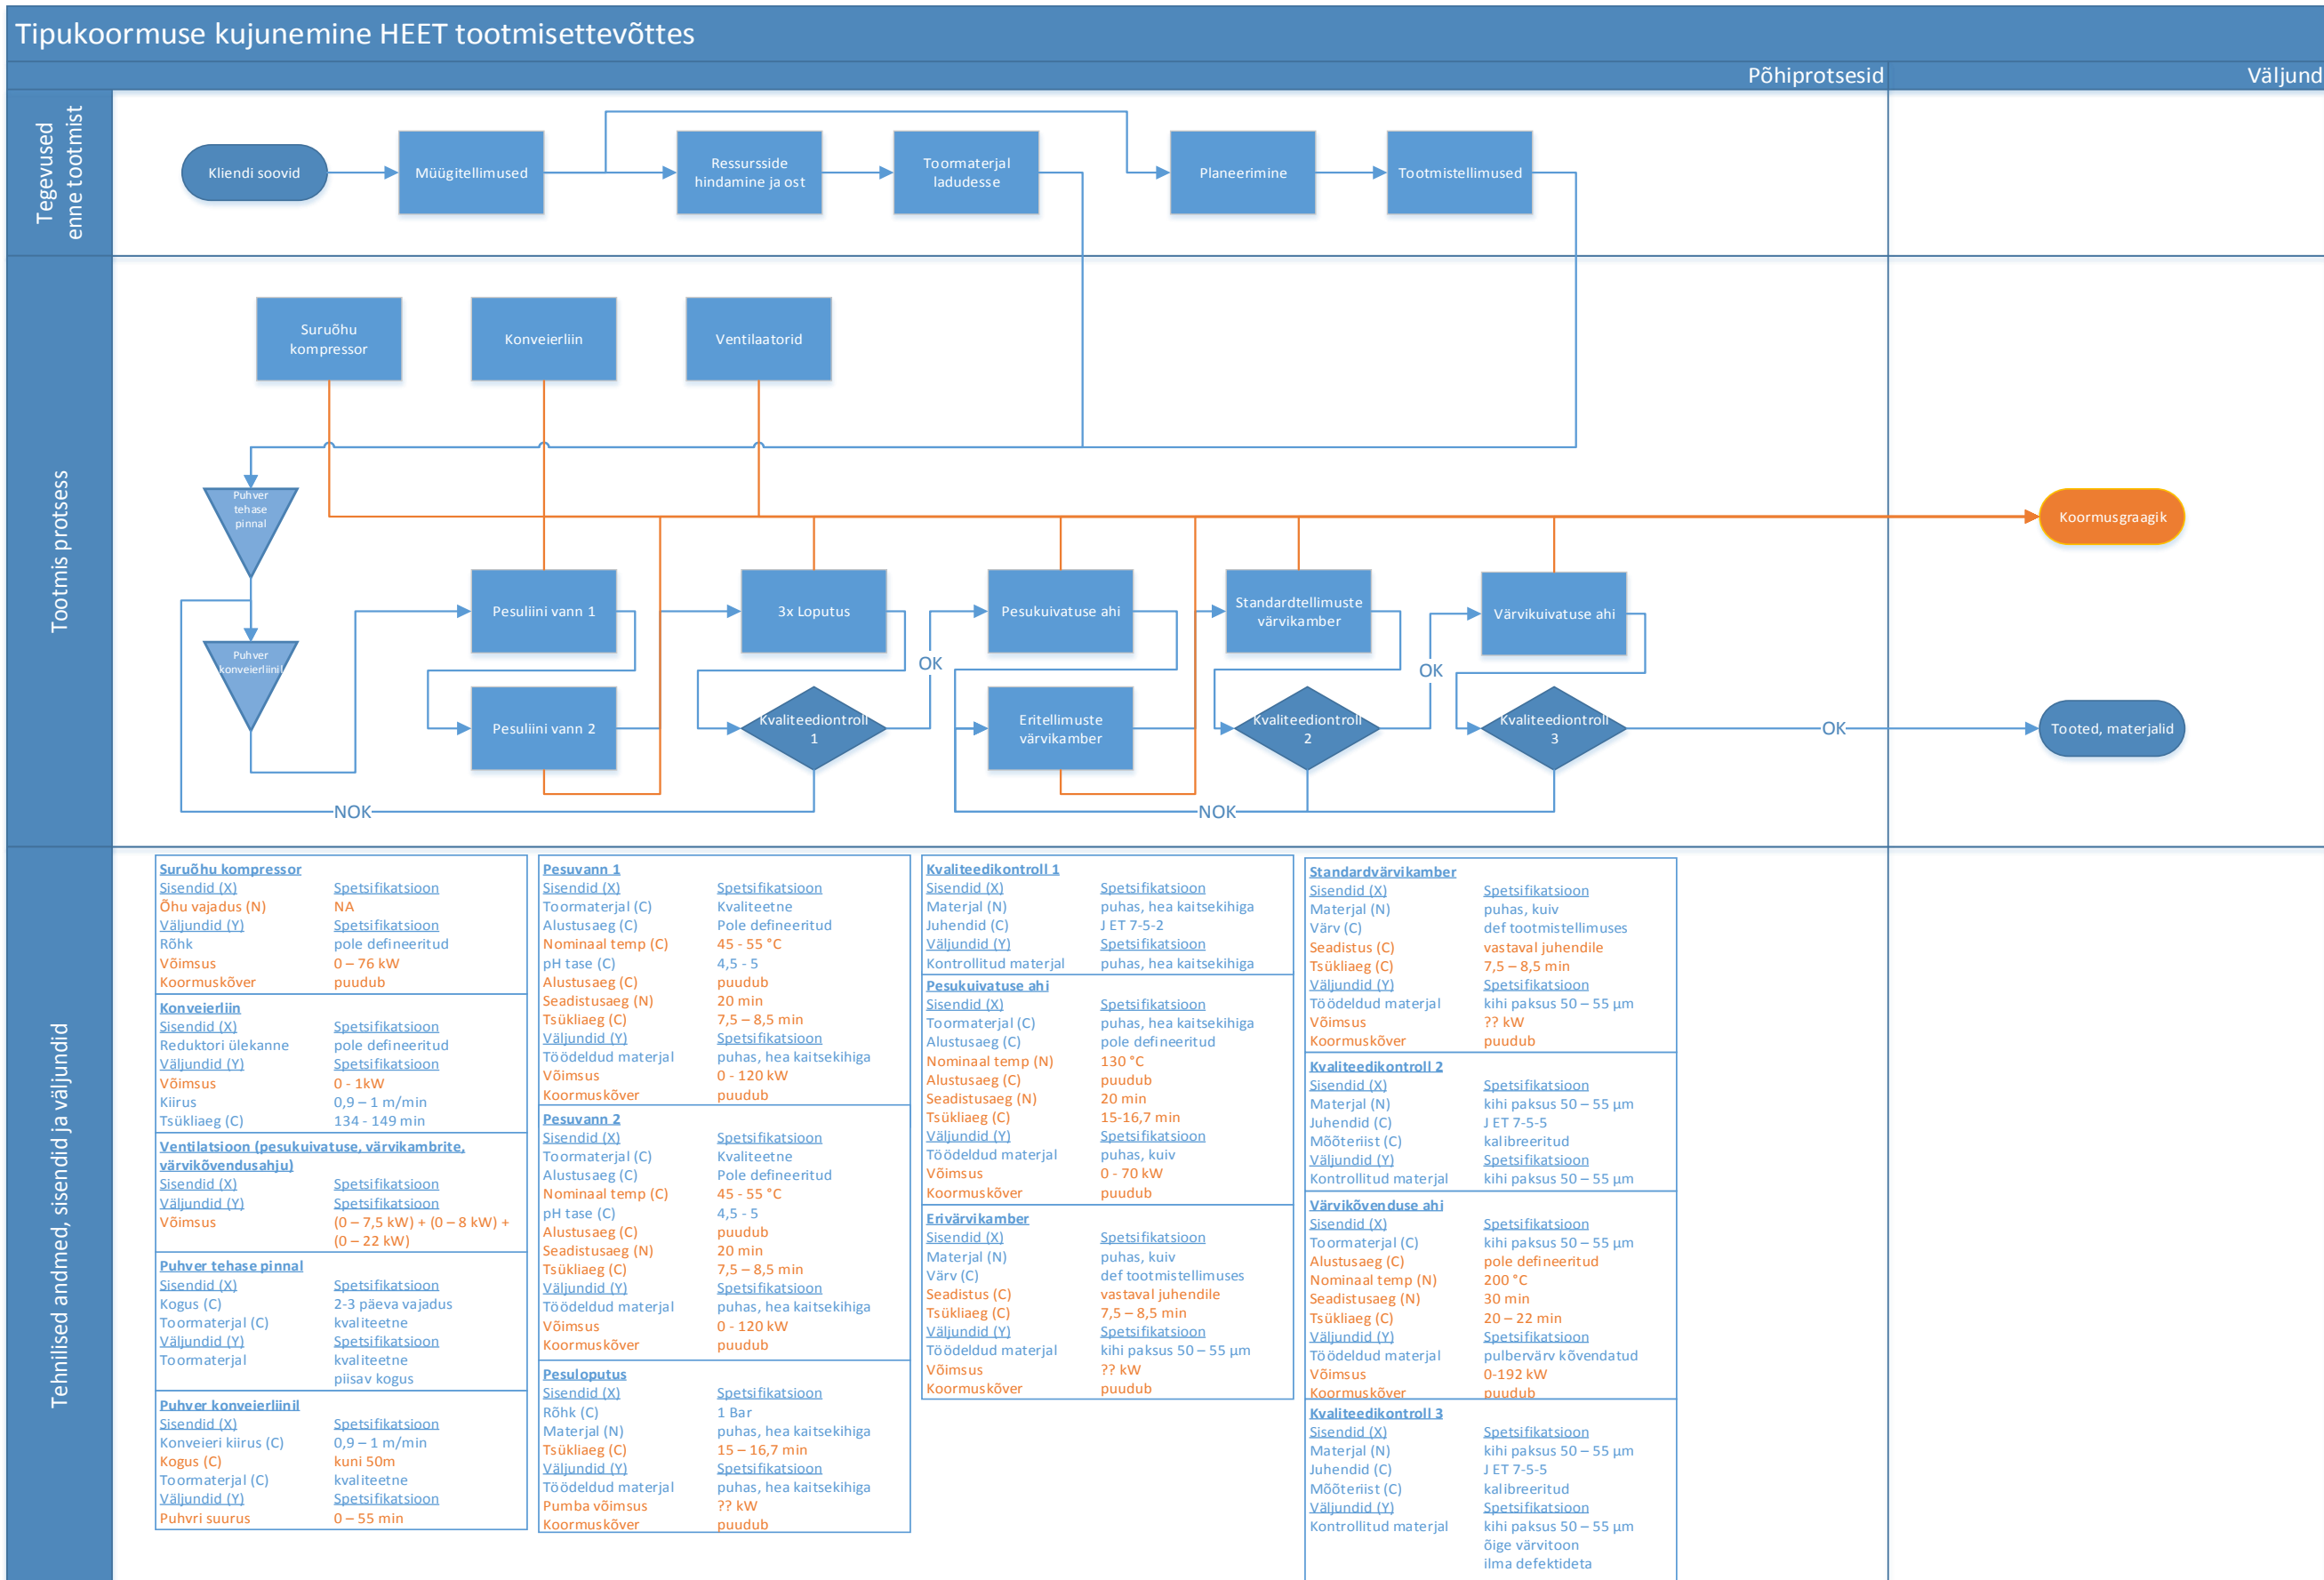 Tipukoormuse kujunemine HEET tootmisettevõttes
Põhiprotsesid
Väljund
Tegevused
enne tootmist
Kliendi soovid
Müügitellimused
Ressursside
hindamine ja ost
Toormaterjal
ladudesse
Planeerimine
Tootmistellimused
Tootmis protsess
Suruõhu
kompressor
Konveierliin
Ventilaatorid
Puhver
tehase
pinnal
Koormusgraagik
Pesuliini vann 1
3x Loputus
Pesukuivatuse ahi
Standardtellimuste
värvikamber
Värvikuivatuse ahi
Puhver
konveierliinil
OK
OK
Pesuliini vann 2
Kvaliteediontroll
1
Eritellimuste
värvikamber
Kvaliteediontroll
2
Kvaliteediontroll
3
OK
Tooted, materjalid
NOK
NOK
Tehnilised andmed, sisendid ja väljundid
Suruõhu kompressor
Sisendid (X) Spetsifikatsioon
Õhu vajadus (N) NA
Väljundid (Y) Spetsifikatsioon
Rõhk pole defineeritud
Võimsus 0 – 76 kW
Koormuskõver puudub
Konveierliin
Sisendid (X) Spetsifikatsioon
Reduktori ülekanne pole defineeritud
Väljundid (Y) Spetsifikatsioon
Võimsus 0 - 1kW
Kiirus 0,9 – 1 m/min
Tsükliaeg (C) 134 - 149 min
Ventilatsioon (pesukuivatuse, värvikambrite,
värvikõvendusahju)
Sisendid (X) Spetsifikatsioon
Väljundid (Y) Spetsifikatsioon
Võimsus (0 – 7,5 kW) + (0 – 8 kW) +
(0 – 22 kW)
Puhver tehase pinnal
Sisendid (X) Spetsifikatsioon
Kogus (C) 2-3 päeva vajadus
Toormaterjal (C) kvaliteetne
Väljundid (Y) Spetsifikatsioon
Toormaterjal kvaliteetne
piisav kogus
Puhver konveierliinil
Sisendid (X) Spetsifikatsioon
Konveieri kiirus (C) 0,9 – 1 m/min
Kogus (C) kuni 50m
Toormaterjal (C) kvaliteetne
Väljundid (Y) Spetsifikatsioon
Puhvri suurus 0 – 55 min
Pesuvann 1
Sisendid (X) Spetsifikatsioon
Toormaterjal (C) Kvaliteetne
Alustusaeg (C) Pole defineeritud
Nominaal temp (C) 45 - 55 °C
pH tase (C) 4,5 - 5
Alustusaeg (C) puudub
Seadistusaeg (N) 20 min
Tsükliaeg (C) 7,5 – 8,5 min
Väljundid (Y) Spetsifikatsioon
Töödeldud materjal puhas, hea kaitsekihiga
Võimsus 0 - 120 kW
Koormuskõver puudub
Pesuvann 2
Sisendid (X) Spetsifikatsioon
Toormaterjal (C) Kvaliteetne
Alustusaeg (C) Pole defineeritud
Nominaal temp (C) 45 - 55 °C
pH tase (C) 4,5 - 5
Alustusaeg (C) puudub
Seadistusaeg (N) 20 min
Tsükliaeg (C) 7,5 – 8,5 min
Väljundid (Y) Spetsifikatsioon
Töödeldud materjal puhas, hea kaitsekihiga
Võimsus 0 - 120 kW
Koormuskõver puudub
Pesuloputus
Sisendid (X) Spetsifikatsioon
Rõhk (C) 1 Bar
Materjal (N) puhas, hea kaitsekihiga
Tsükliaeg (C) 15 – 16,7 min
Väljundid (Y) Spetsifikatsioon
Töödeldud materjal puhas, hea kaitsekihiga
Pumba võimsus ?? kW
Koormuskõver puudub
Kvaliteedikontroll 1
Sisendid (X) Spetsifikatsioon
Materjal (N) puhas, hea kaitsekihiga
Juhendid (C) J ET 7-5-2
Väljundid (Y) Spetsifikatsioon
Kontrollitud materjal puhas, hea kaitsekihiga
Pesukuivatuse ahi
Sisendid (X) Spetsifikatsioon
Toormaterjal (C) puhas, hea kaitsekihiga
Alustusaeg (C) pole defineeritud
Nominaal temp (N) 130 °C
Alustusaeg (C) puudub
Seadistusaeg (N) 20 min
Tsükliaeg (C) 15-16,7 min
Väljundid (Y) Spetsifikatsioon
Töödeldud materjal puhas, kuiv
Võimsus 0 - 70 kW
Koormuskõver puudub
Erivärvikamber
Sisendid (X) Spetsifikatsioon
Materjal (N) puhas, kuiv
Värv (C) def tootmistellimuses
Seadistus (C) vastaval juhendile
Tsükliaeg (C) 7,5 – 8,5 min
Väljundid (Y) Spetsifikatsioon
Töödeldud materjal kihi paksus 50 – 55 µm
Võimsus ?? kW
Koormuskõver puudub
Standardvärvikamber
Sisendid (X) Spetsifikatsioon
Materjal (N) puhas, kuiv
Värv (C) def tootmistellimuses
Seadistus (C) vastaval juhendile
Tsükliaeg (C) 7,5 – 8,5 min
Väljundid (Y) Spetsifikatsioon
Töödeldud materjal kihi paksus 50 – 55 µm
Võimsus ?? kW
Koormuskõver puudub
Kvaliteedikontroll 2
Sisendid (X) Spetsifikatsioon
Materjal (N) kihi paksus 50 – 55 µm
Juhendid (C) J ET 7-5-5
Mõõteriist (C) kalibreeritud
Väljundid (Y) Spetsifikatsioon
Kontrollitud materjal kihi paksus 50 – 55 µm
Värvikõvenduse ahi
Sisendid (X) Spetsifikatsioon
Toormaterjal (C) kihi paksus 50 – 55 µm
Alustusaeg (C) pole defineeritud
Nominaal temp (N) 200 °C
Seadistusaeg (N) 30 min
Tsükliaeg (C) 20 – 22 min
Väljundid (Y) Spetsifikatsioon
Töödeldud materjal pulbervärv kõvendatud
Võimsus 0-192 kW
Koormuskõver puudub
Kvaliteedikontroll 3
Sisendid (X) Spetsifikatsioon
Materjal (N) kihi paksus 50 – 55 µm
Juhendid (C) J ET 7-5-5
Mõõteriist (C) kalibreeritud
Väljundid (Y) Spetsifikatsioon
Kontrollitud materjal kihi paksus 50 – 55 µm
õige värvitoon
ilma defektideta